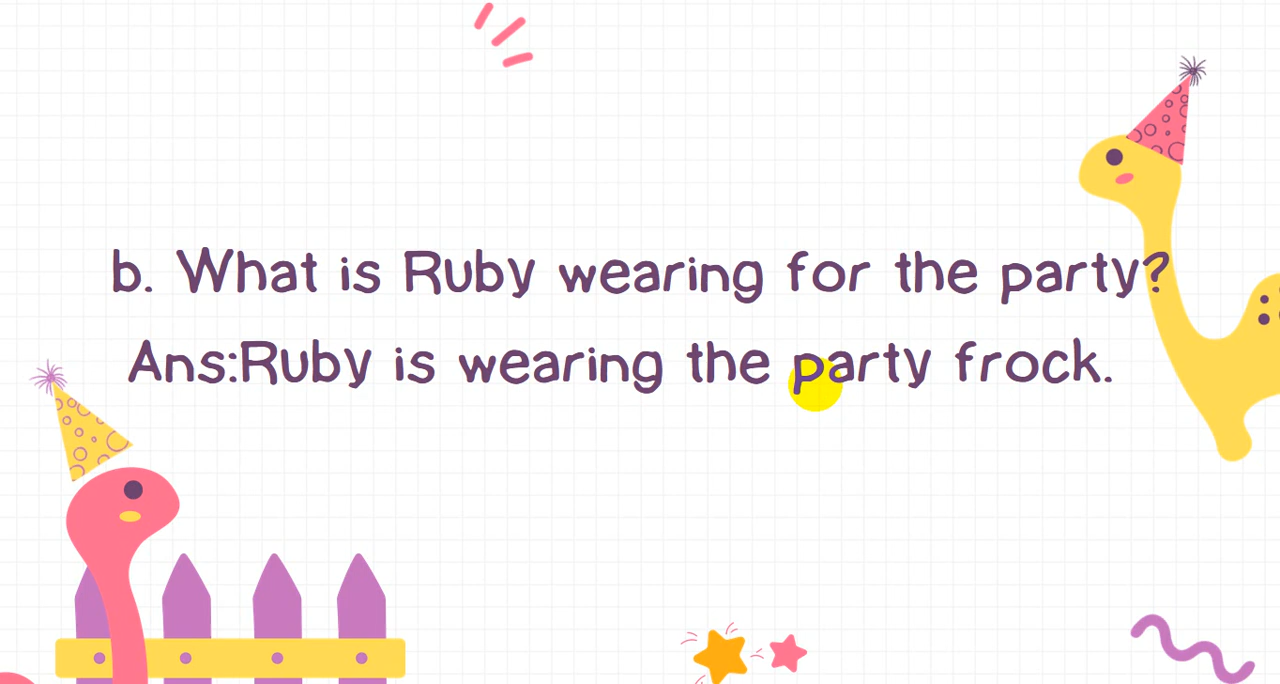 b. What is Ruby wearing for the party?
Ans:Ruby is wearing the party frock.